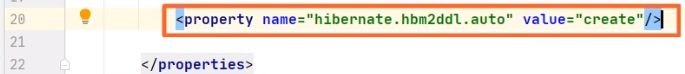 20 <property name="hibernate.hbm2ddl.auto" value="create"/>
21
22 </properties>